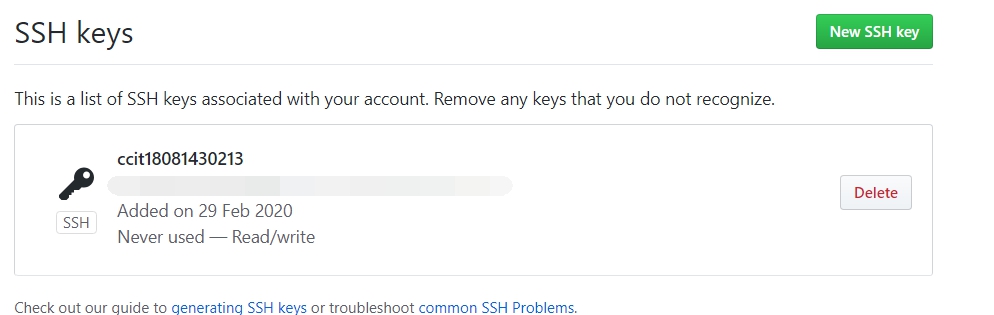 SSH keys
New SSH key
This is a list of SSH keys associated with your account. Remove any keys that you do not recognize.
ccit18081430213
Added on 29 Feb 2020
SSH
Never used — Read/write
Delete
Check out our guide to generating SSH keys or troubleshoot common SSH Problems.